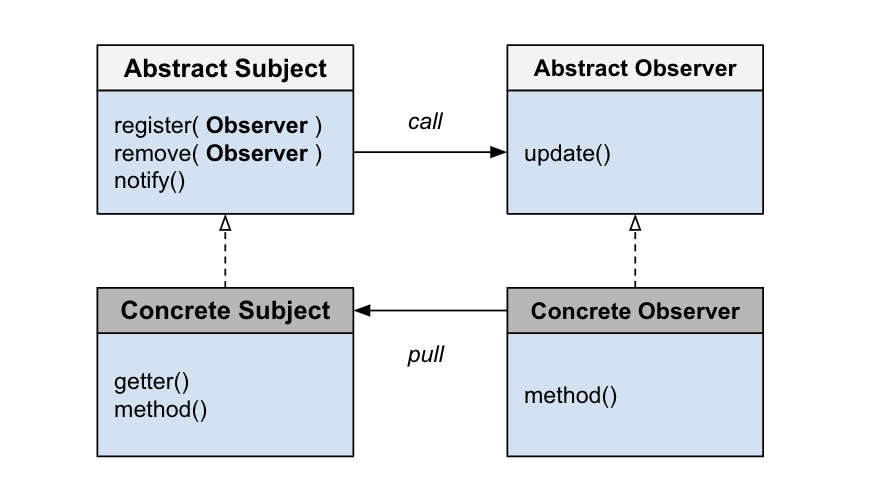 Abstract Subject
register( Observer )
remove( Observer )
notify()
call
Abstract Observer
update()
Concrete Subject
getter()
method()
pull
Concrete Observer
method()